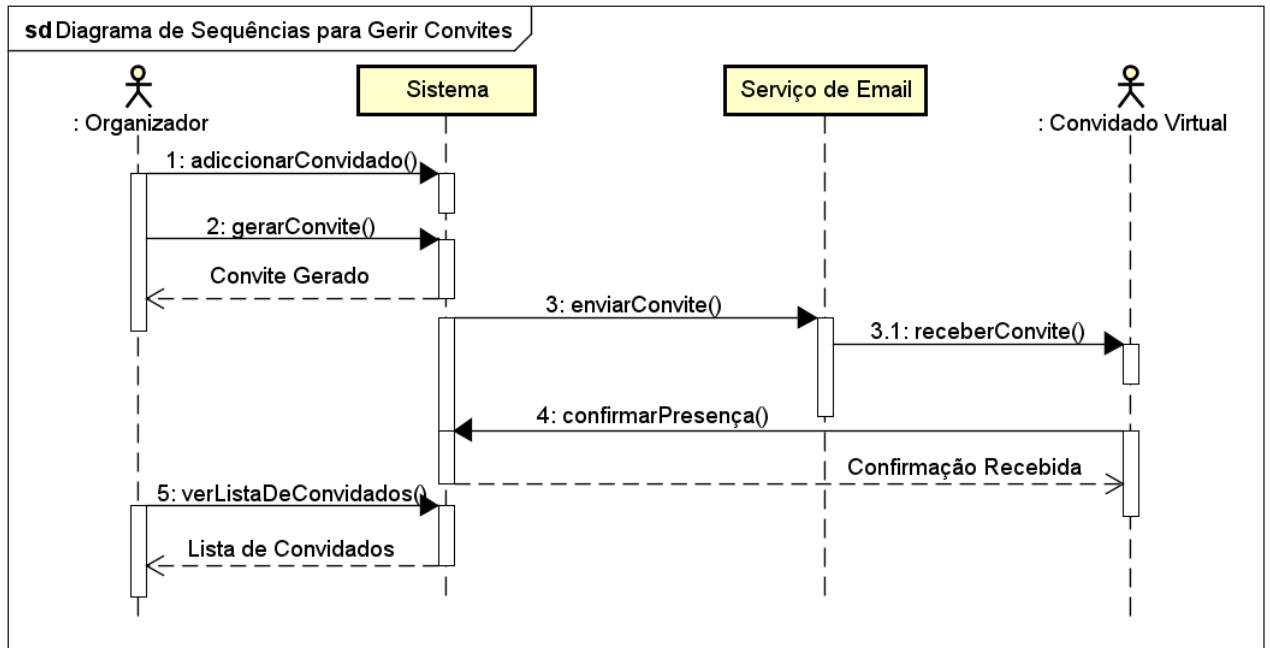 sd Diagrama de Sequências para Gerir Convites
: Organizador
Sistema
Serviço de Email
: Convidado Virtual
1: adiccionarConvidado()
2: gerarConvite()
Convite Gerado
3: enviarConvite()
3.1: receberConvite()
4: confirmarPresença()
Confirmação Recebida
5: verListaDeConvidados()
Lista de Convidados